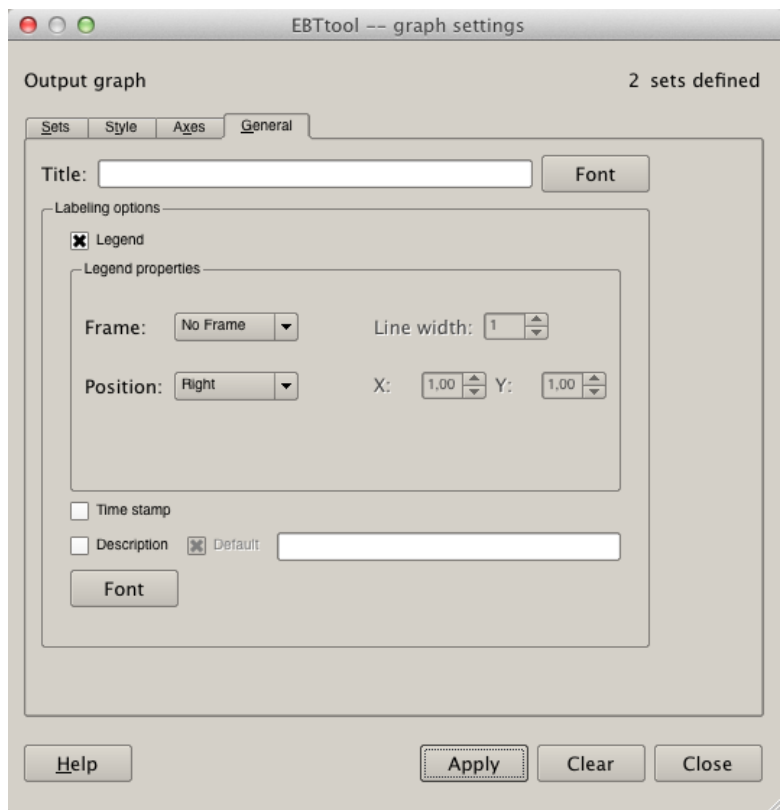 EBTtool -- graph settings
Output graph 2 sets defined
Sets Style Axes General
Title: Font
Labeling options
Legend
Legend properties
Frame: No Frame Line width: 1
Position: Right X: 1,00 Y: 1,00
Time stamp
Description Default
Font
Help Apply Clear Close